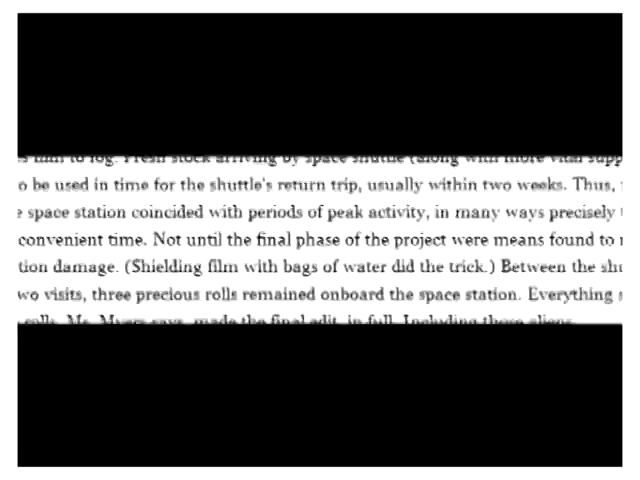 film to fog. Fresh stock arriving by space shuttle (along with more vital supp
o be used in time for the shuttle's return trip, usually within two weeks. Thus,
e space station coincided with periods of peak activity, in many ways precisely
convenient time. Not until the final phase of the project were means found to
tion damage. (Shielding film with bags of water did the trick.) Between the shu
wo visits, three precious rolls remained onboard the space station. Everything
rolls, Ms. Myers says, made the final edit, in full. Including those aliens.